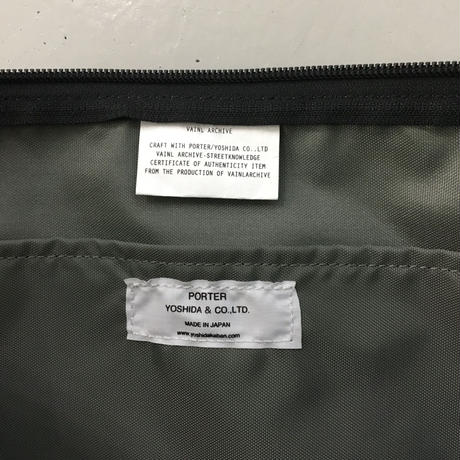 VAINL ARCHIVE
CRAFT WITH PORTER/YOSHIDA CO.,LTD
VAINL ARCHIVE-STREETKNOWLEDGE
CERTIFICATE OF AUTHENTICITY ITEM
FROM THE PRODUCTION OF VAINLARCHIVE
PORTER
YOSHIDA & CO.,LTD.
MADE IN JAPAN
www.yoshidakaban.com